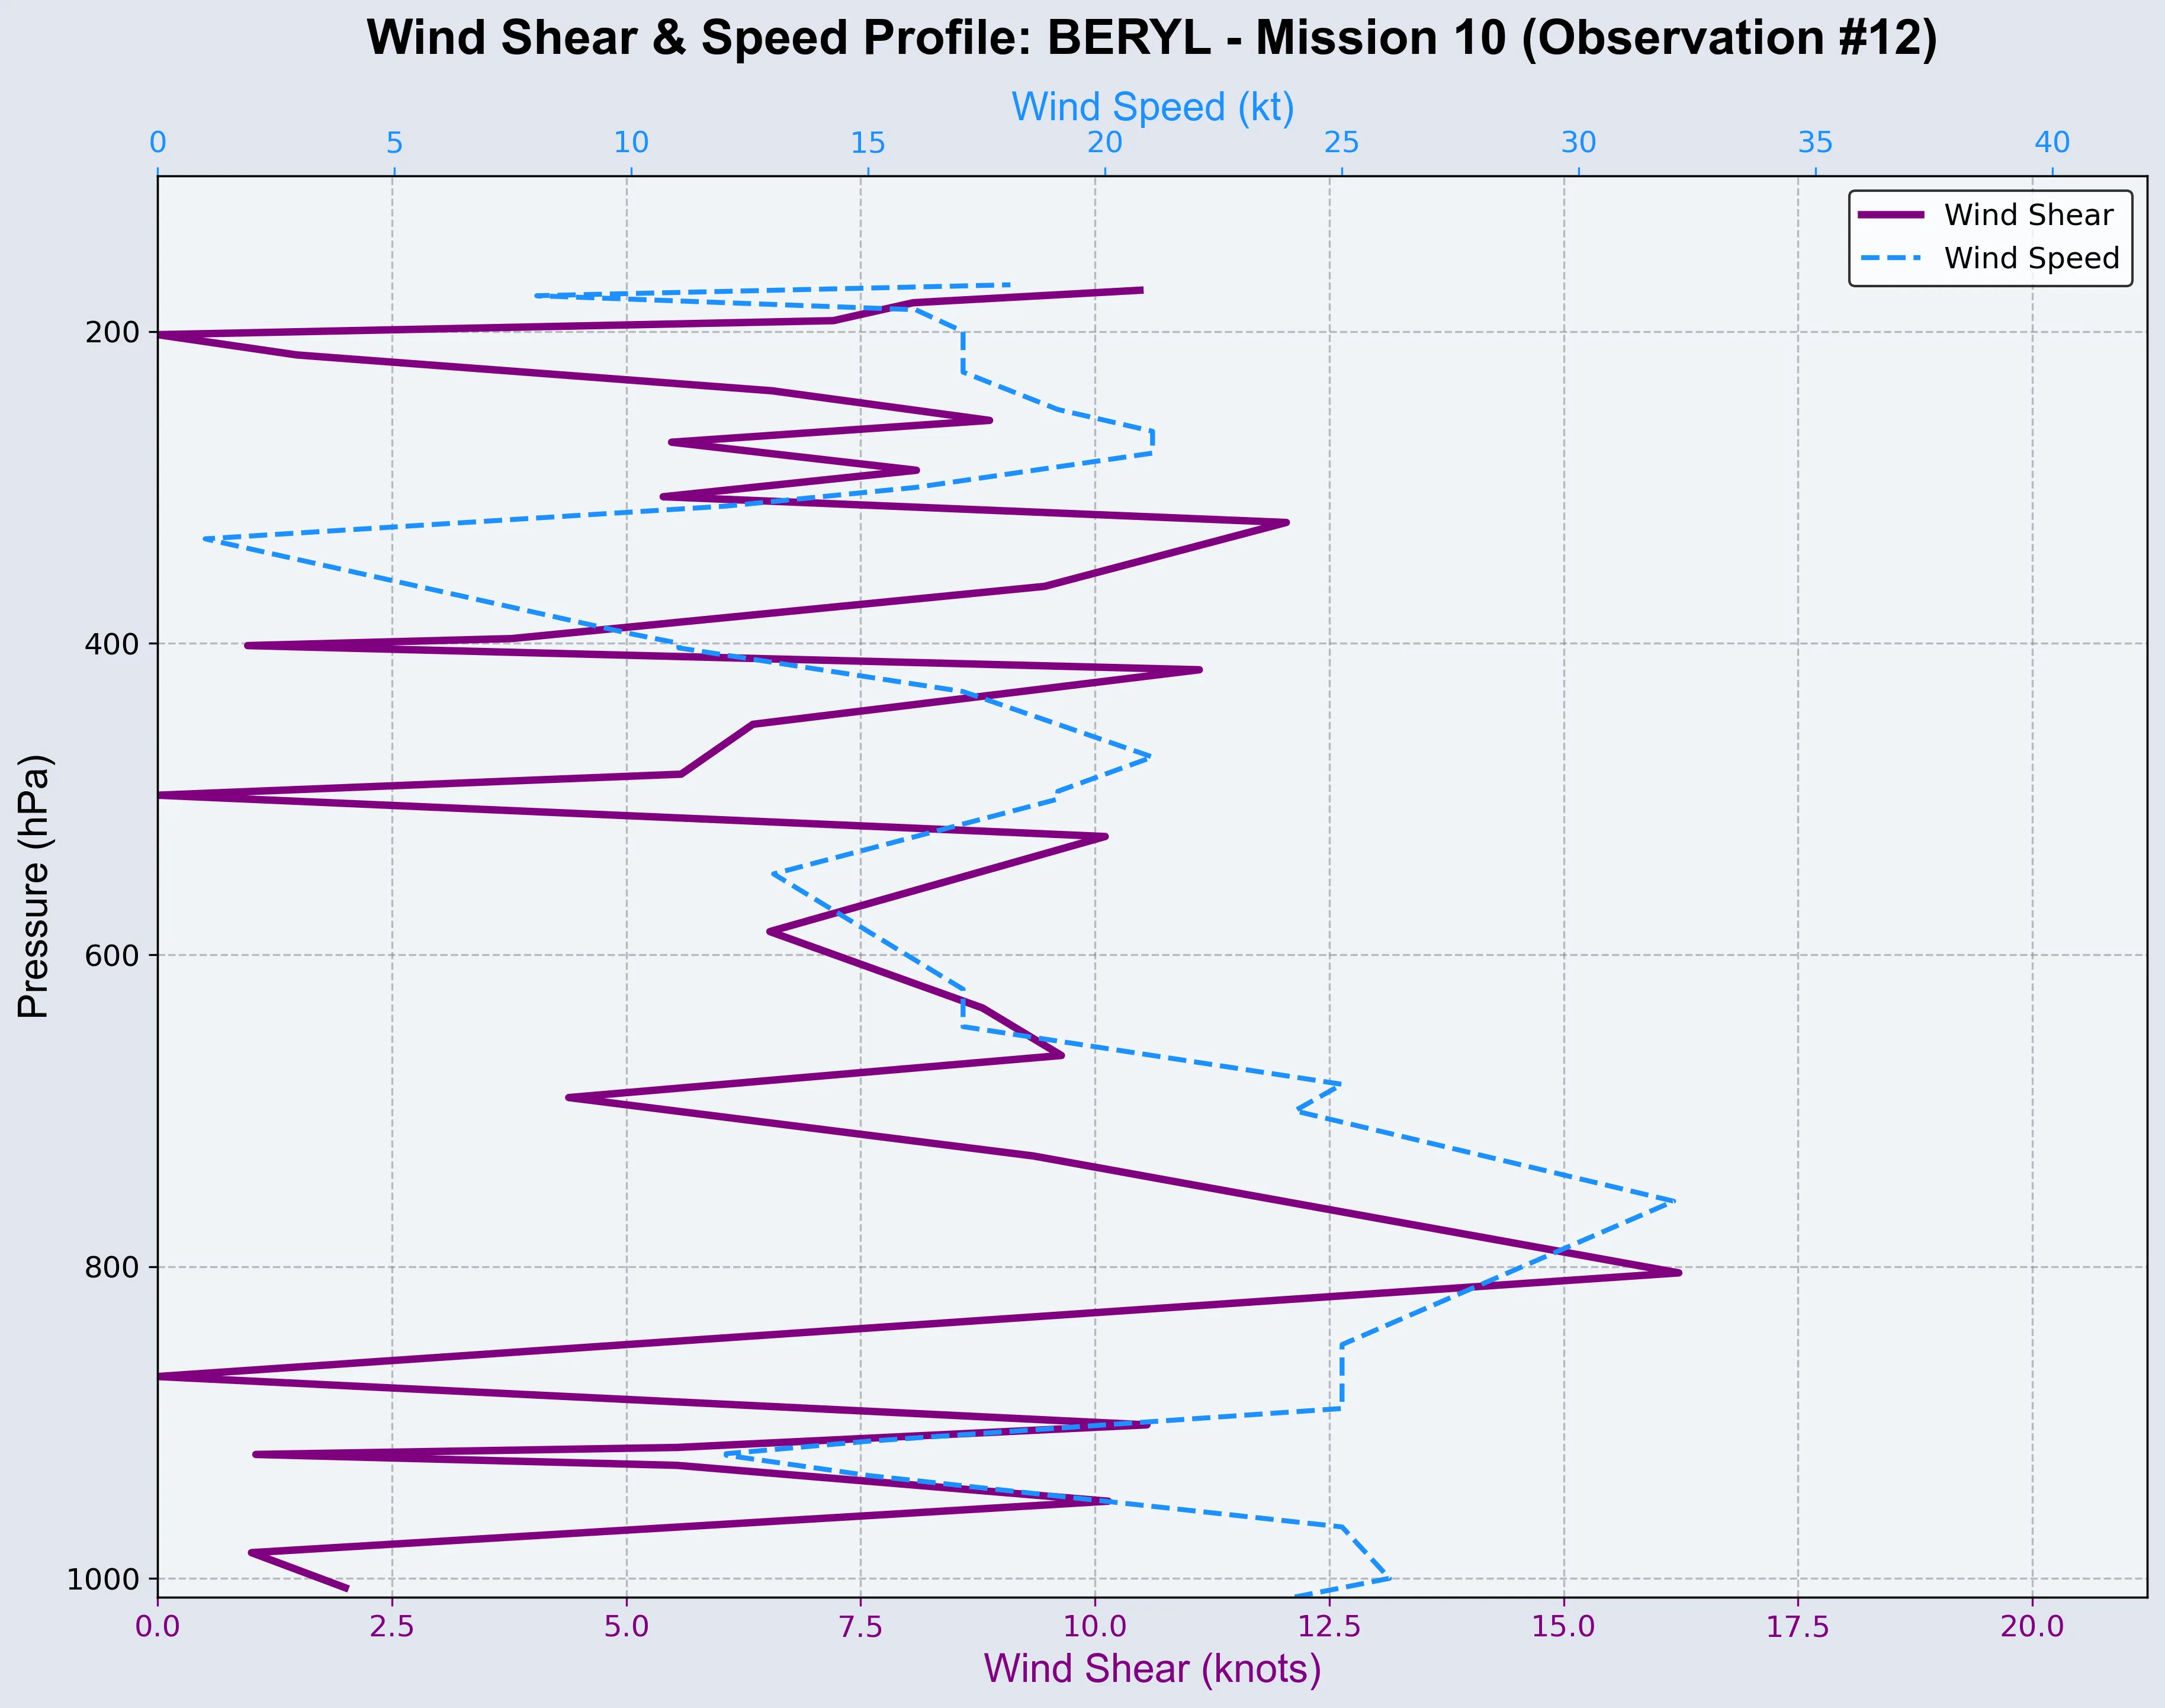 Wind Shear & Speed Profile: BERYL - Mission 10 (Observation #12)
Wind Speed (kt)
0 5 10 15 20 25 30 35 40
Wind Shear
Wind Speed
200
400
600
800
1000
Pressure (hPa)
0.0 2.5 5.0 7.5 10.0 12.5 15.0 17.5 20.0
Wind Shear (knots)